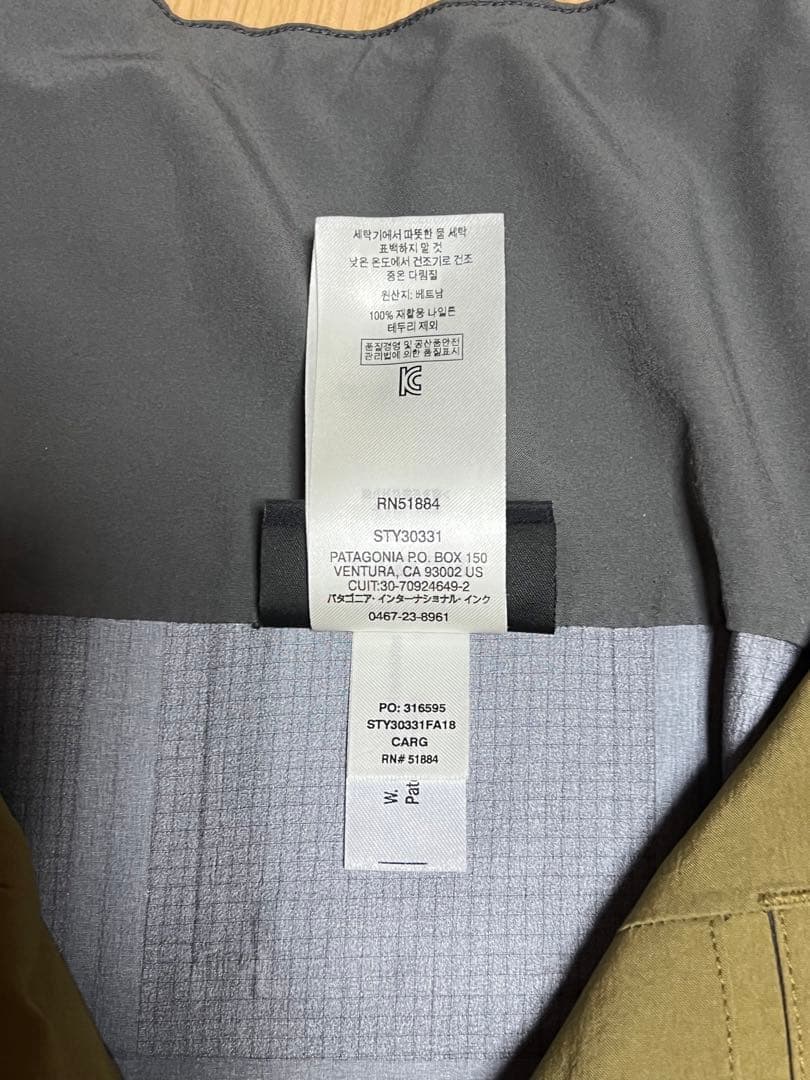 세탁기에서 따뜻한 물 세탁
표백하지 말 것
낮은 온도에서 건조기로 건조
중온 다림질
원산지: 베트남
100% 재활용 나일론
테두리 제외
품질경영 및 공산품안전
관리법에 의한 품질표시
RN51884
STY30331
PATAGONIA P.O. BOX 150
VENTURA, CA 93002 US
CUIT:30-70924649-2
パタゴニア・インターナショナル・インク
0467-23-8961
PO: 316595
STY30331FA18
CARG
RN# 51884
W.
Pat